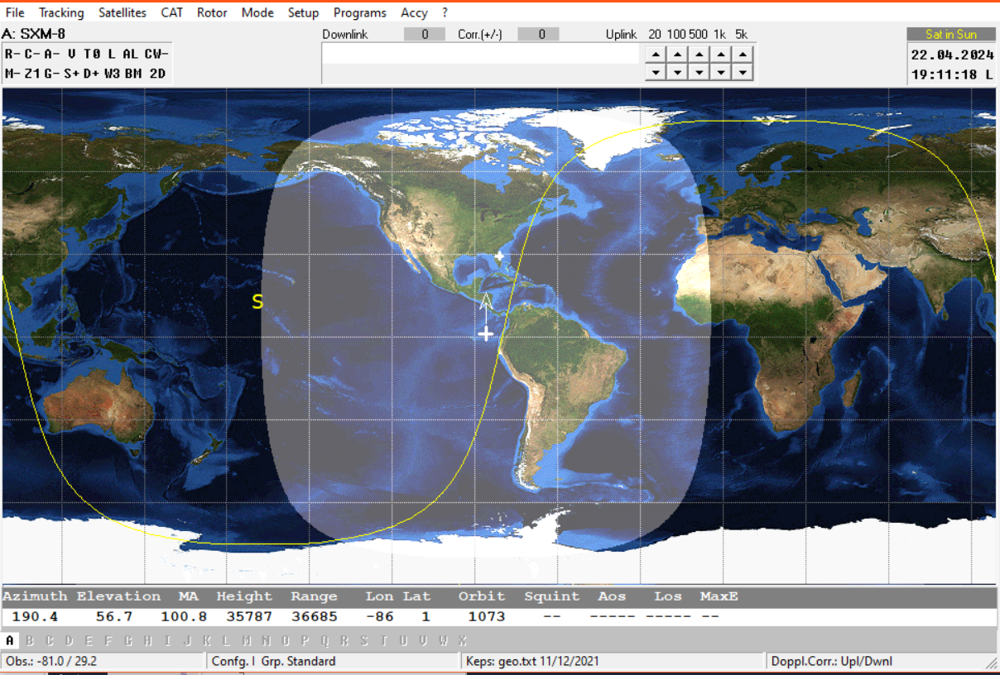 File Tracking Satellites CAT Rotor Mode Setup Programs Accy ?
A: SXM-8
Downlink 0 Corr.(+/-) 0 Uplink 20 100 500 1k 5k
Sat in Sun
R- C- A- V T0 L AL CW-
M- Z1 G- S+ D+ W3 BM 2D
22.04.2024
19:11:18 L
S
Azimuth Elevation MA Height Range Lon Lat Orbit Squint Aos Los MaxE
190.4 56.7 100.8 35787 36685 -86 1 1073 -- ----- ----- --
A B C D E F G H I J K L M N O P Q R S T U V W X
Obs.: -81.0 / 29.2 Confg. I Grp. Standard Keps: geo.txt 11/12/2021 Doppl.Corr.: Upl/Dwnl